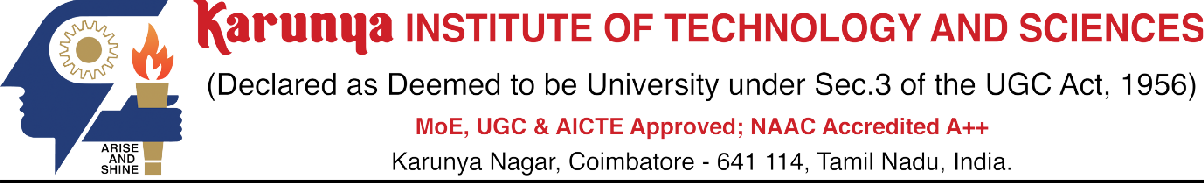 Karunya INSTITUTE OF TECHNOLOGY AND SCIENCES
(Declared as Deemed to be University under Sec.3 of the UGC Act, 1956)
MoE, UGC & AICTE Approved; NAAC Accredited A++
Karunya Nagar, Coimbatore - 641 114, Tamil Nadu, India.
ARISE
AND
SHINE